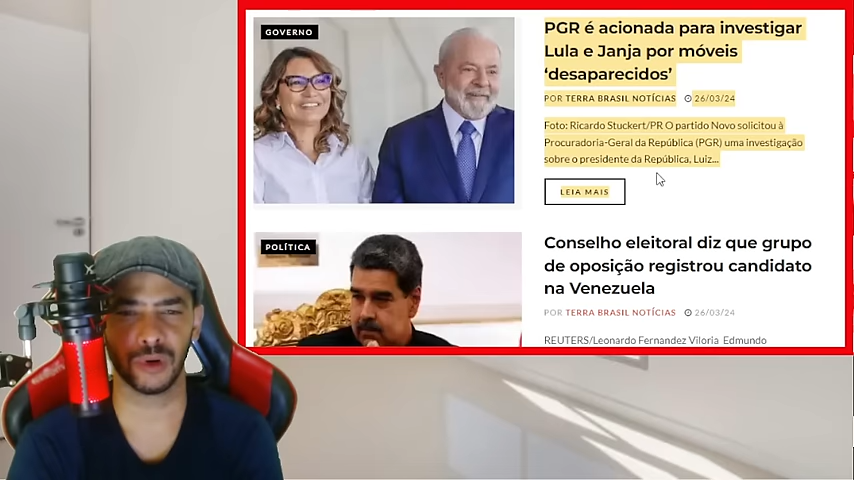 GOVERNO
PGR é acionada para investigar
Lula e Janja por móveis
‘desaparecidos’
POR TERRA BRASIL NOTÍCIAS 26/03/24
Foto: Ricardo Stuckert/PR O partido Novo solicitou à
Procuradoria-Geral da República (PGR) uma investigação
sobre o presidente da República, Luiz...
LEIA MAIS
POLÍTICA
Conselho eleitoral diz que grupo
de oposição registrou candidato
na Venezuela
POR TERRA BRASIL NOTÍCIAS 26/03/24
REUTERS/Leonardo Fernandez Viloria Edmundo